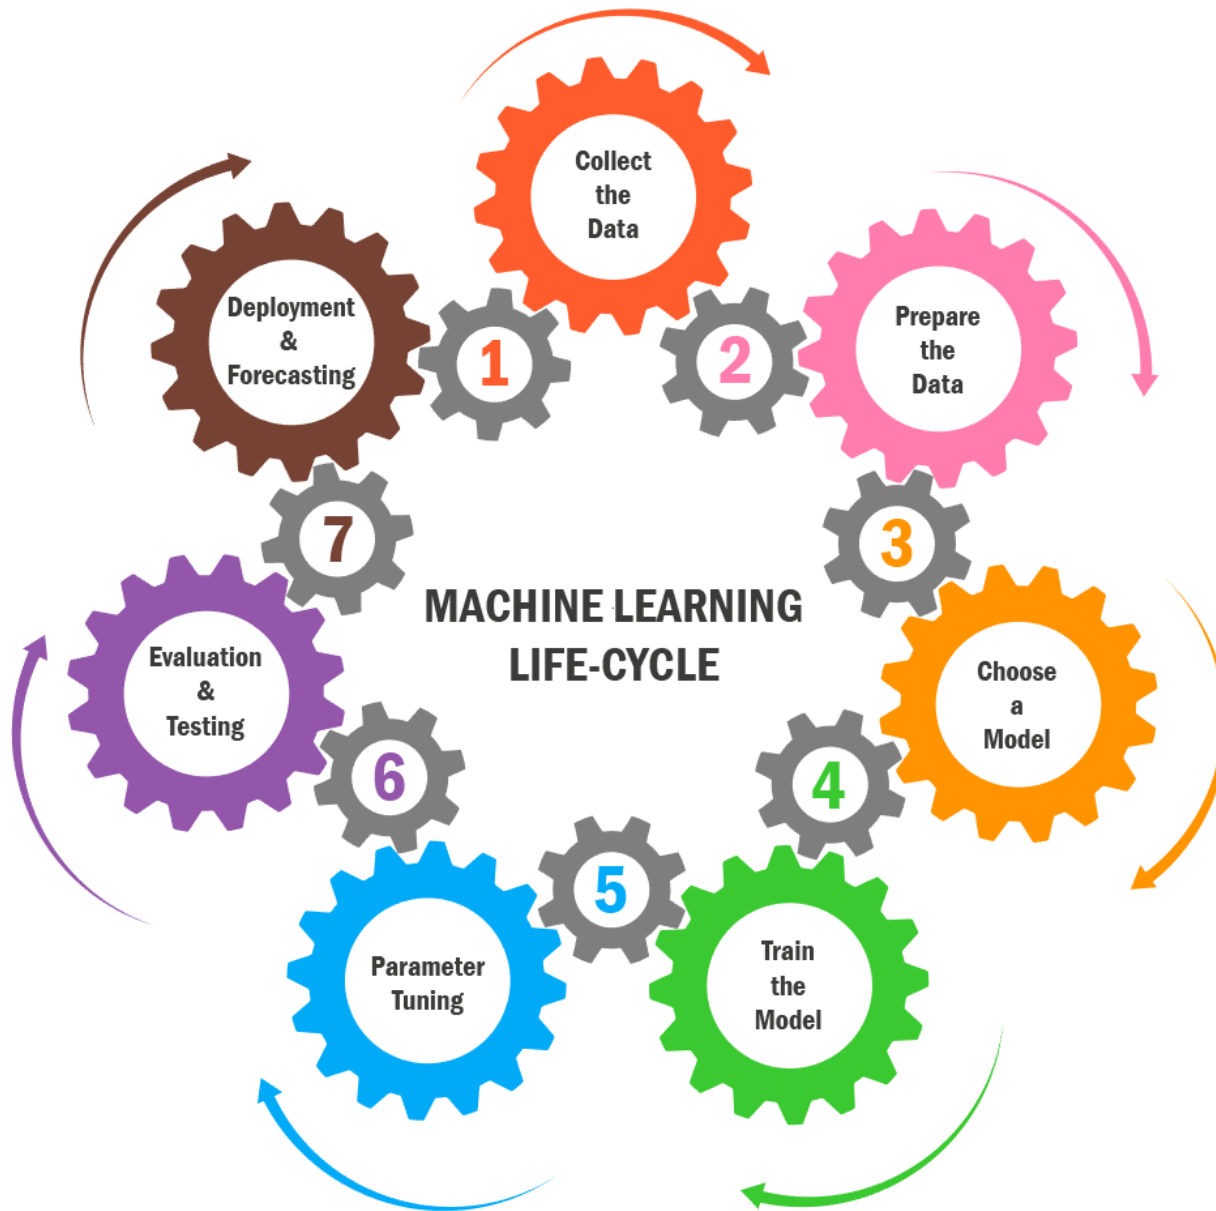 MACHINE LEARNING
LIFE-CYCLE
1
Collect
the
Data
2
Prepare
the
Data
3
Choose
a
Model
4
Train
the
Model
5
Parameter
Tuning
6
Evaluation
&
Testing
7
Deployment
&
Forecasting